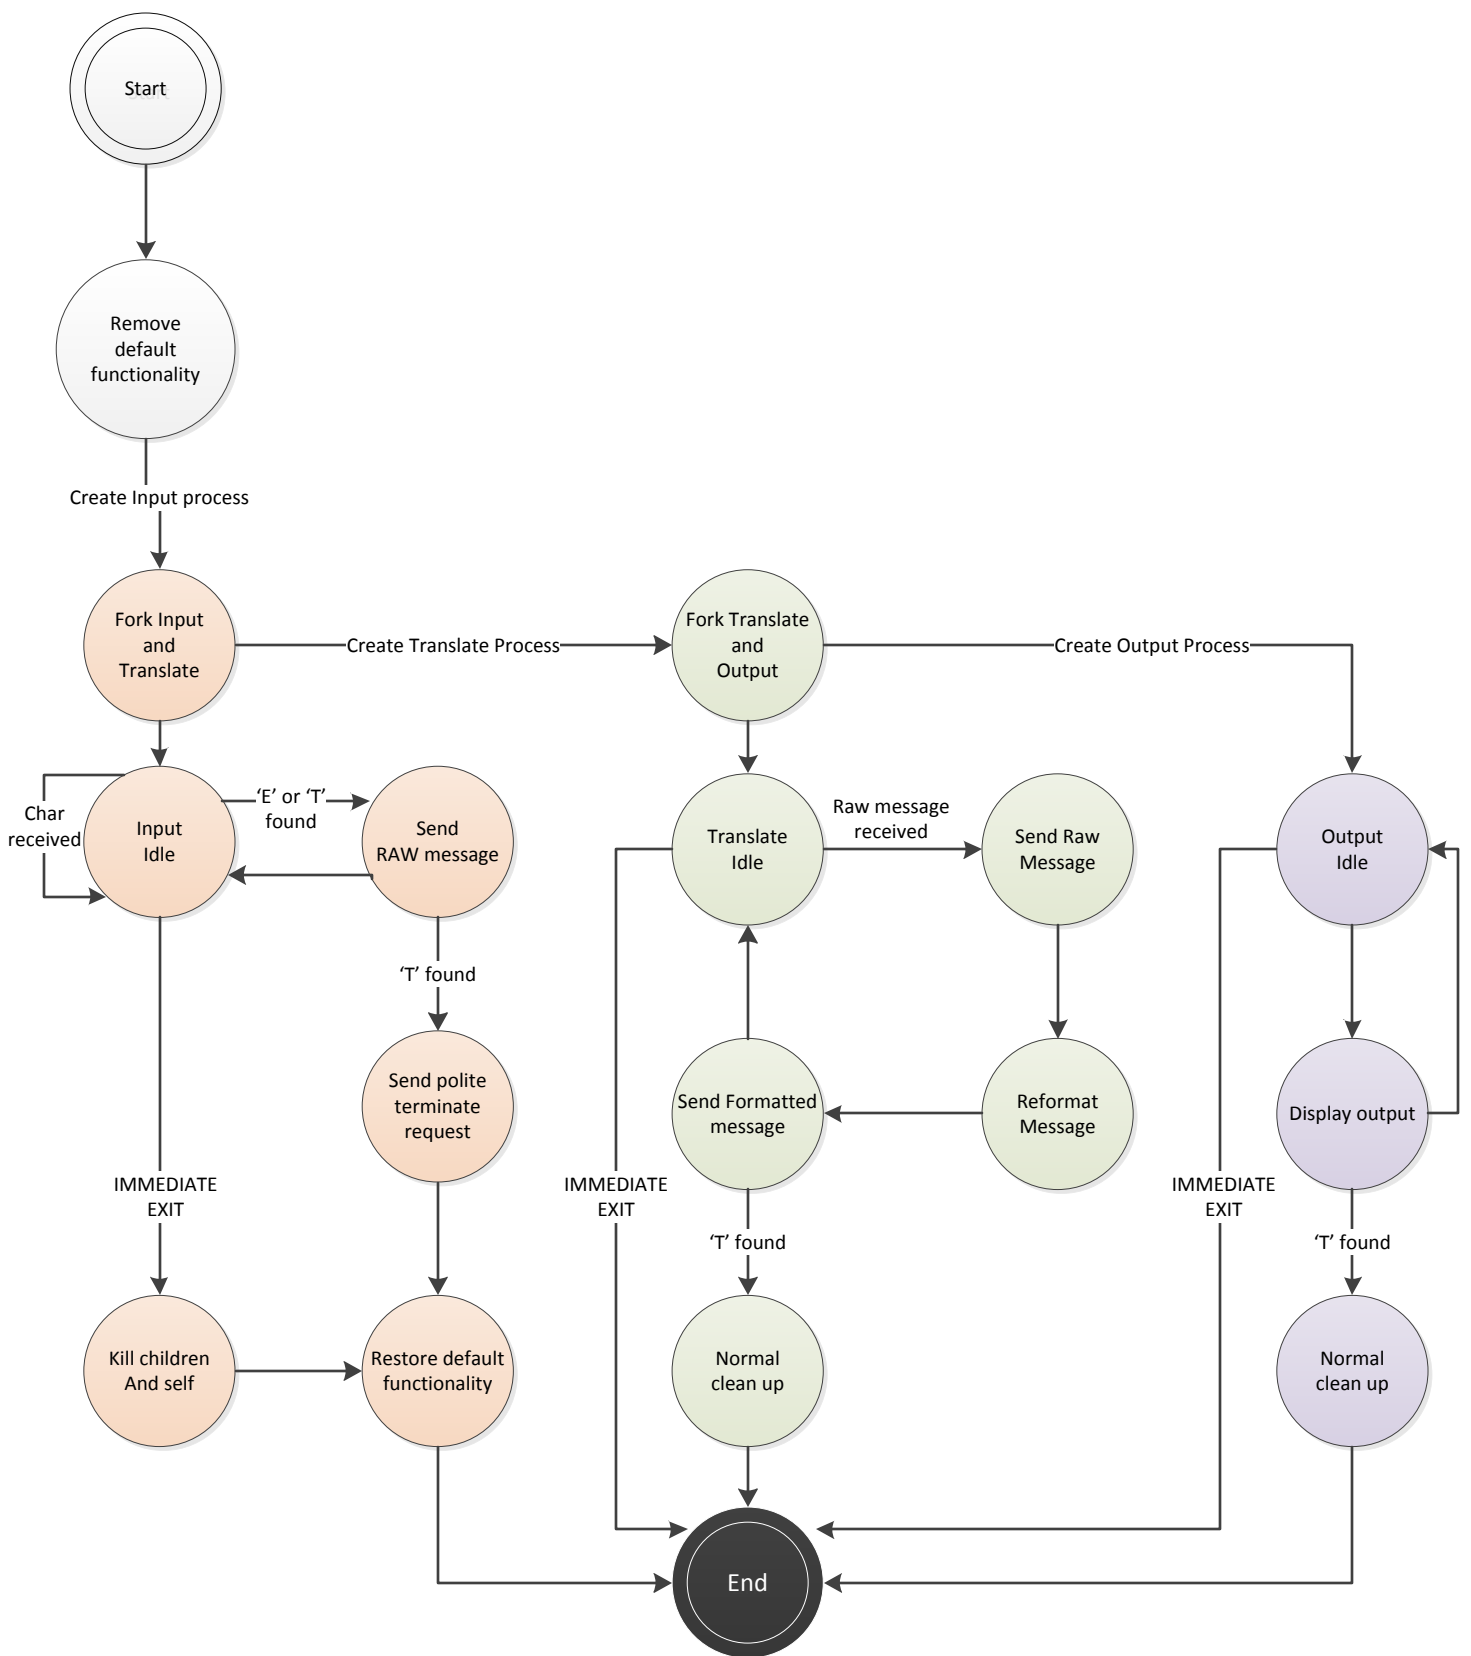 Start
Remove
default
functionality
Create Input process
Fork Input
and
Translate
Create Translate Process
Fork Translate
and
Output
Create Output Process
Char
received
Input
Idle
‘E’ or ‘T’
found
Send
RAW message
Translate
Idle
Raw message
received
Send Raw
Message
Output
Idle
‘T’ found
Send polite
terminate
request
Send Formatted
message
Reformat
Message
Display output
IMMEDIATE
EXIT
IMMEDIATE
EXIT
IMMEDIATE
EXIT
‘T’ found
‘T’ found
Kill children
And self
Restore default
functionality
Normal
clean up
Normal
clean up
End